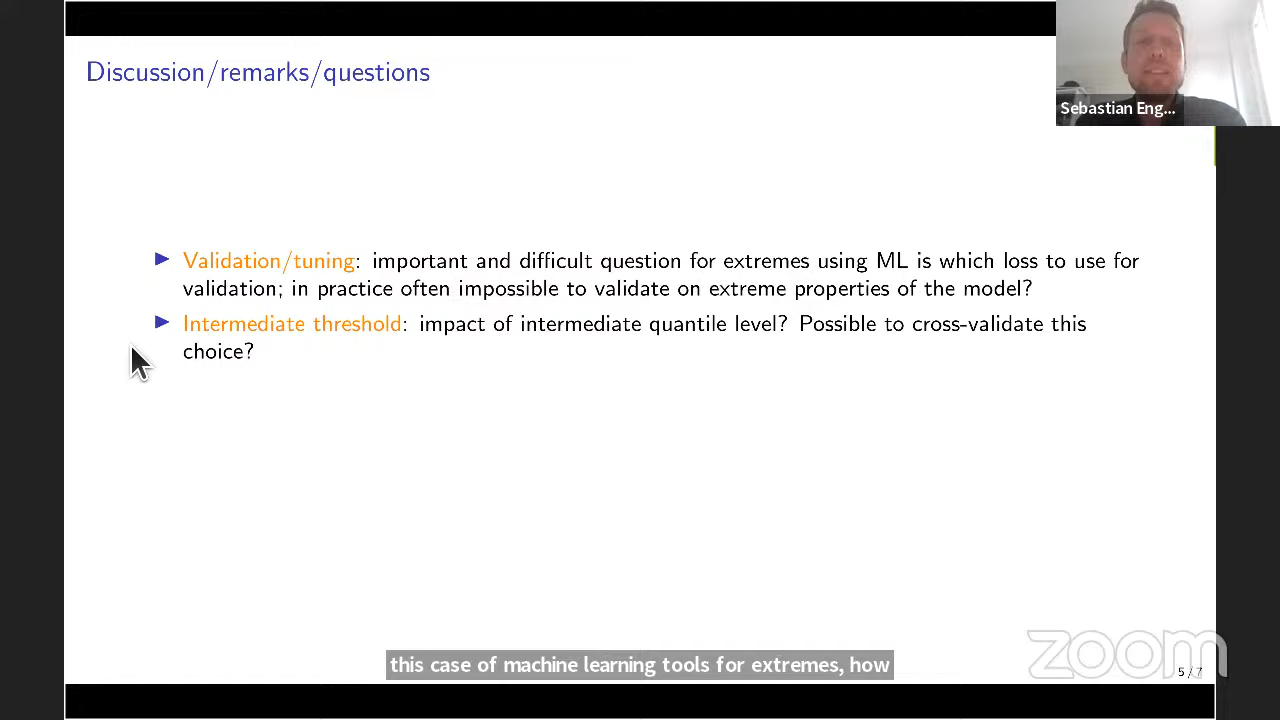 Discussion/remarks/questions
Sebastian Eng...
▶ Validation/tuning: important and difficult question for extremes using ML is which loss to use for
validation; in practice often impossible to validate on extreme properties of the model?
▶ Intermediate threshold: impact of intermediate quantile level? Possible to cross-validate this
choice?
this case of machine learning tools for extremes, how
zoom
5 / 7